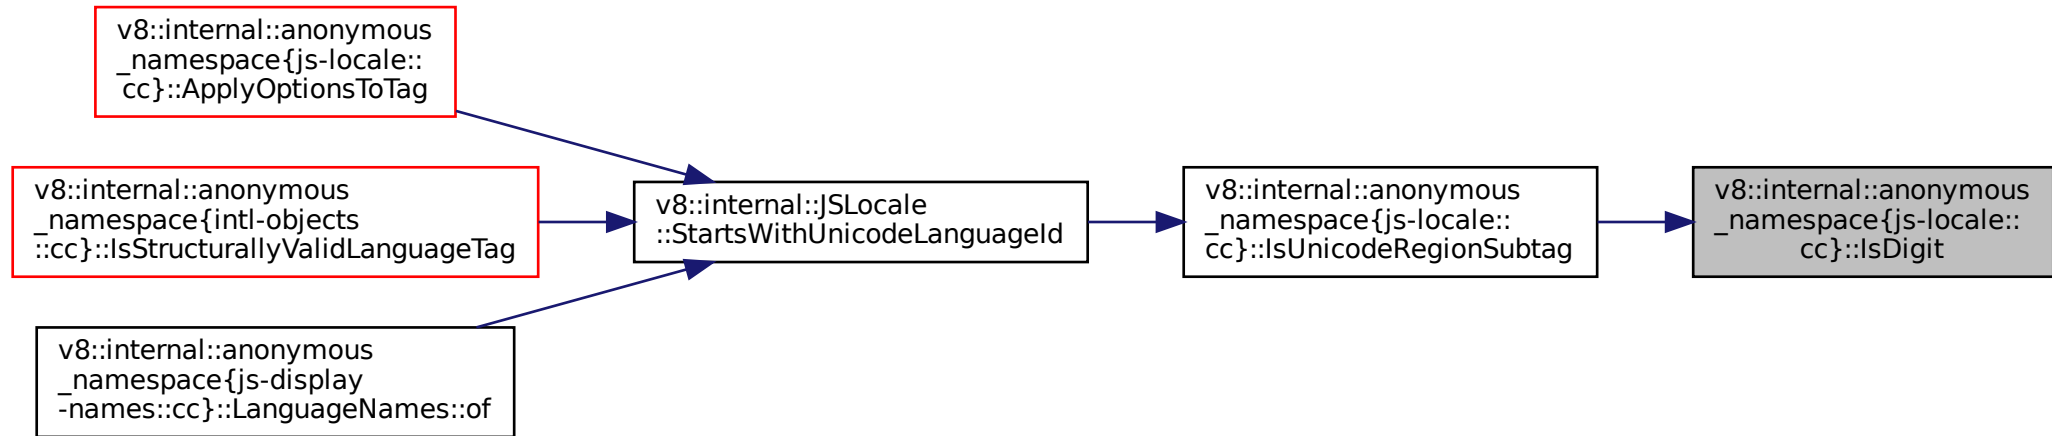 v8::internal::anonymous
_namespace{js-locale::
cc}::ApplyOptionsToTag
v8::internal::anonymous
_namespace{intl-objects
::cc}::IsStructurallyValidLanguageTag
v8::internal::anonymous
_namespace{js-display
-names::cc}::LanguageNames::of
v8::internal::JSLocale
::StartsWithUnicodeLanguageId
v8::internal::anonymous
_namespace{js-locale::
cc}::IsUnicodeRegionSubtag
v8::internal::anonymous
_namespace{js-locale::
cc}::IsDigit